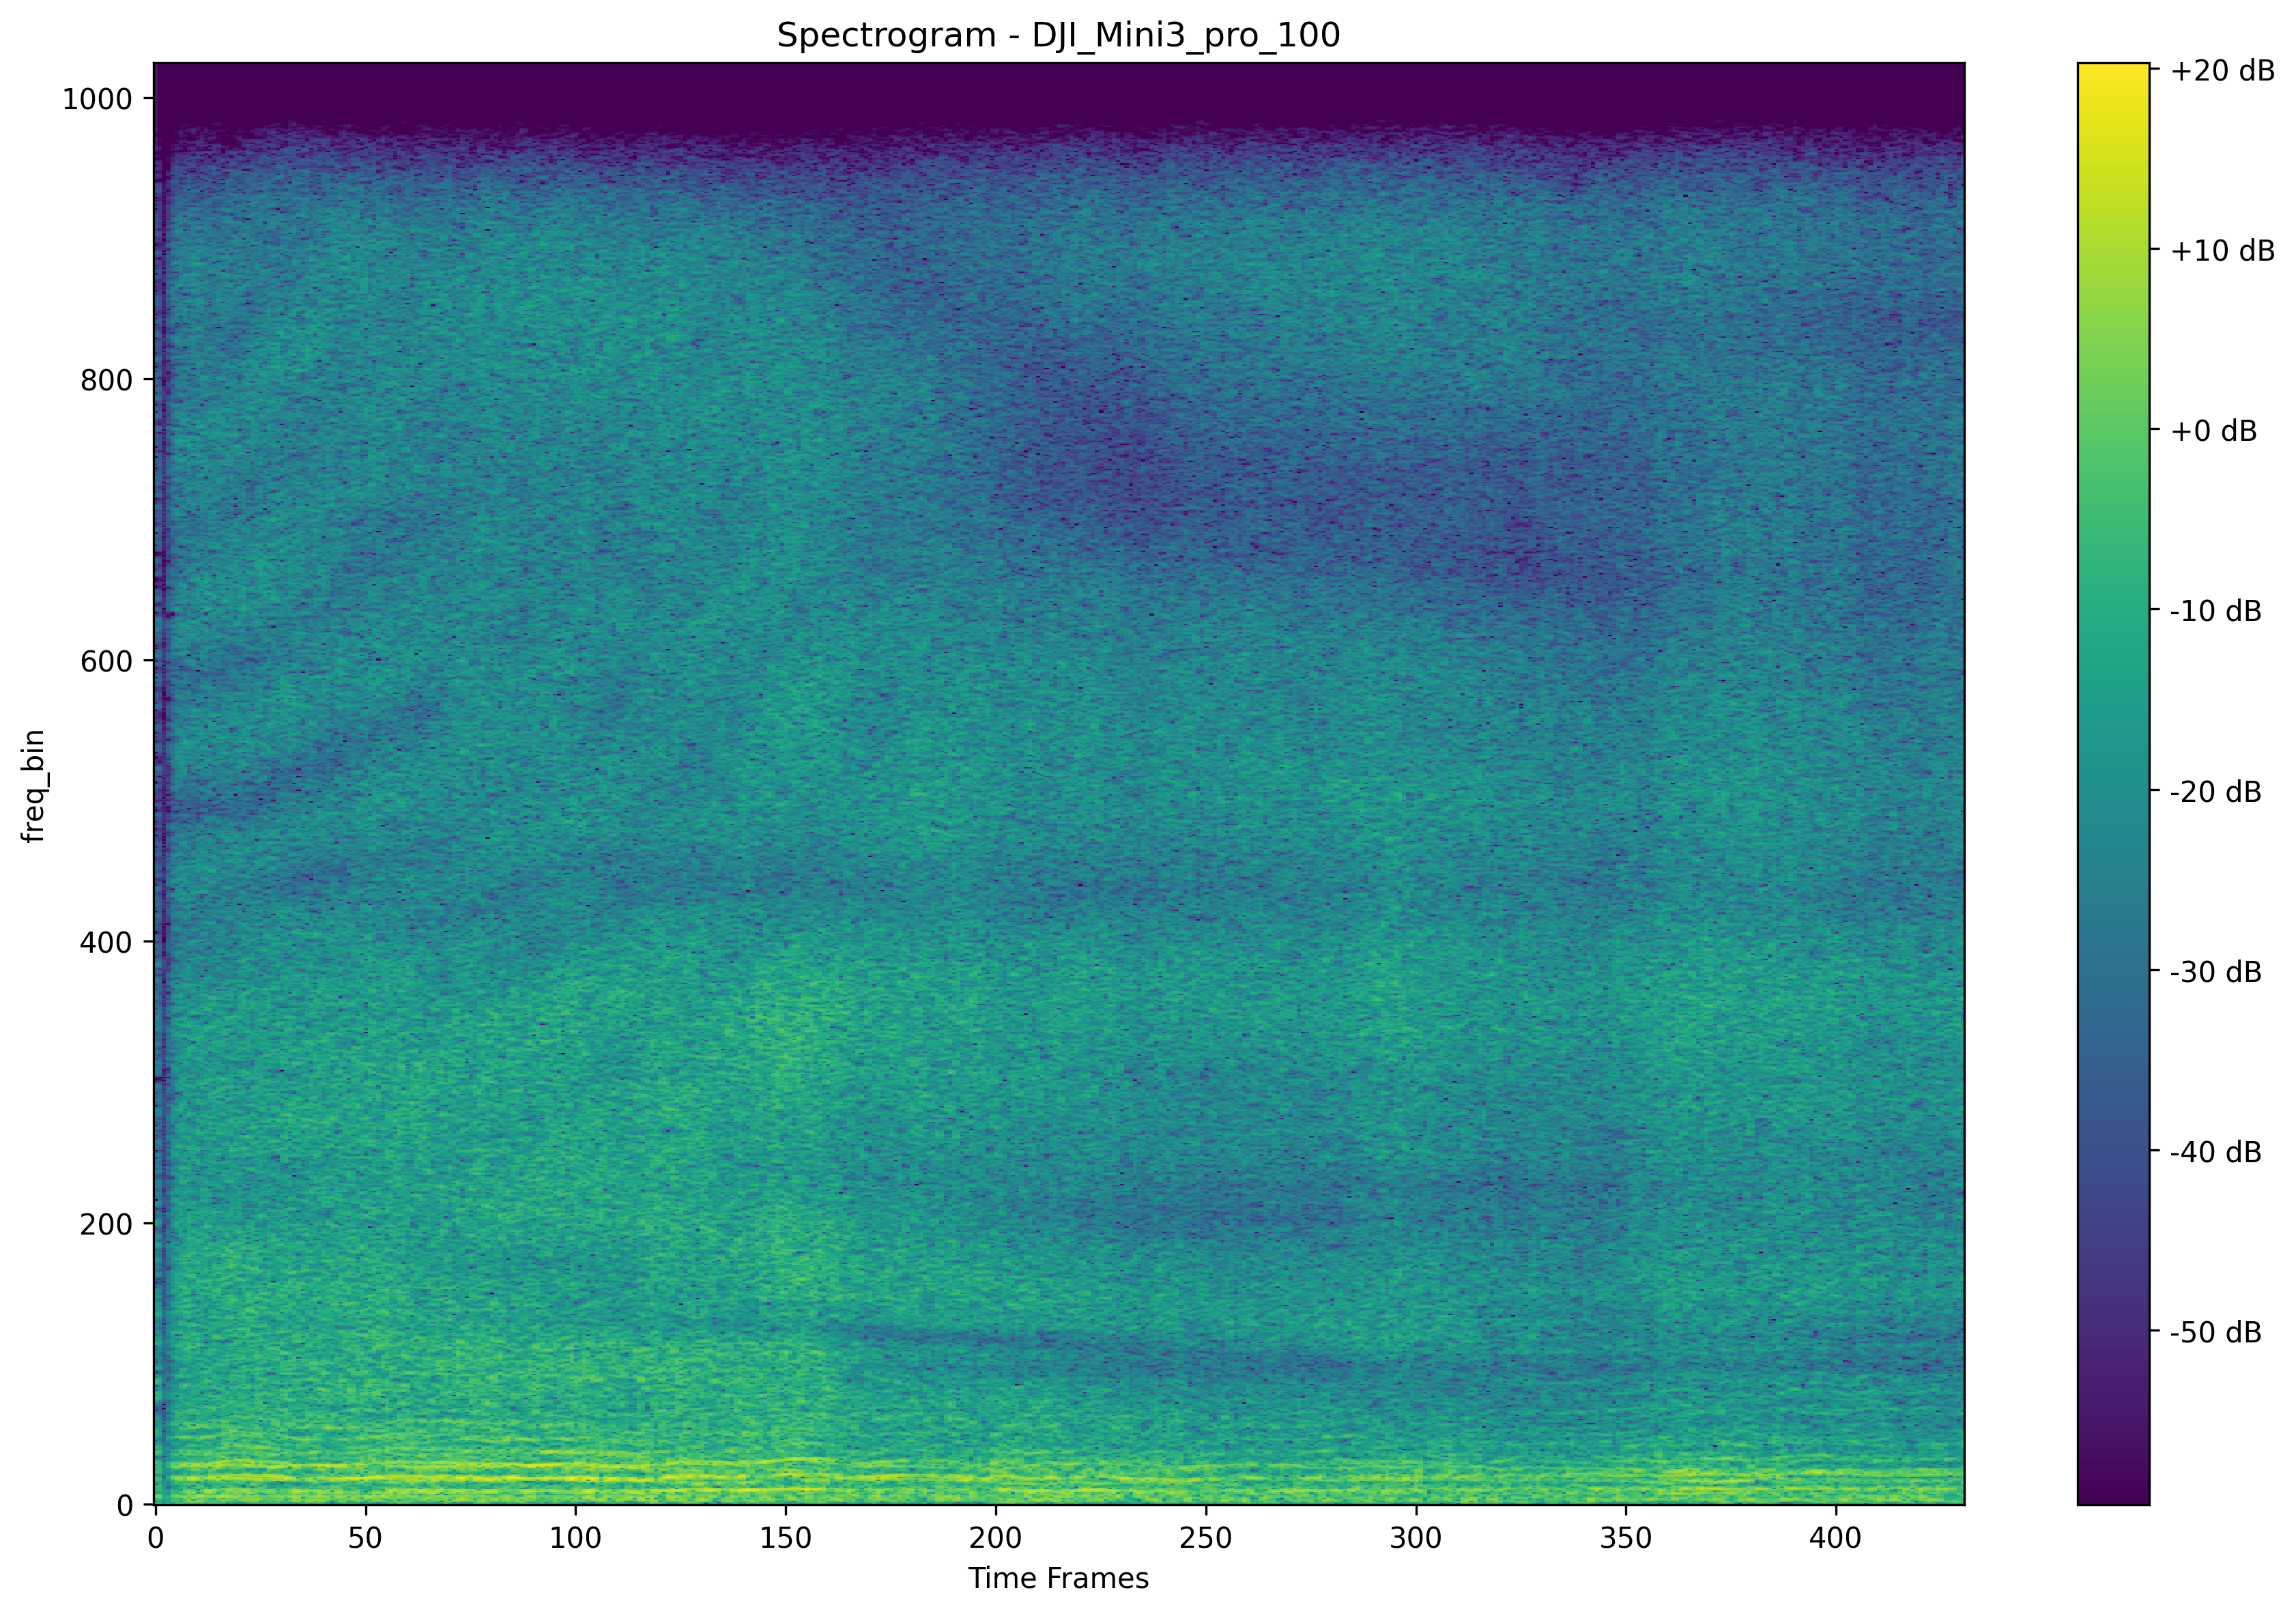 Spectrogram - DJI_Mini3_pro_100
1000
800
600
400
200
0
freq_bin
0 50 100 150 200 250 300 350 400
Time Frames
+20 dB
+10 dB
+0 dB
-10 dB
-20 dB
-30 dB
-40 dB
-50 dB